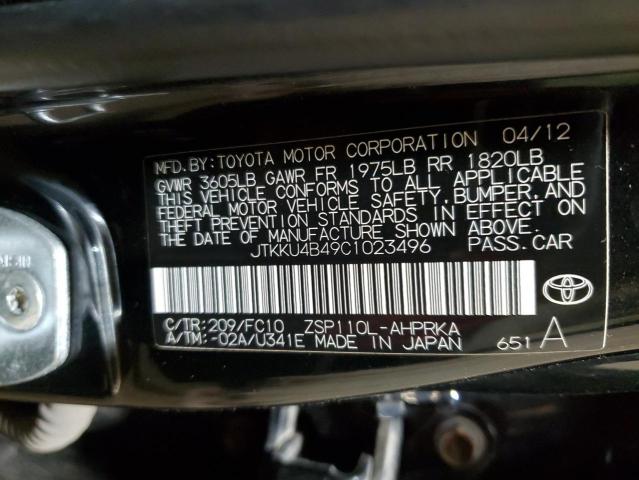 MFD.BY:TOYOTA MOTOR CORPORATION 04/12
GVWR 3605LB GAWR FR 1975LB RR 1820LB
THIS VEHICLE CONFORMS TO ALL APPLICABLE
FEDERAL MOTOR VEHICLE SAFETY,BUMPER,AND
THEFT PREVENTION STANDARDS IN EFFECT ON
THE DATE OF MANUFACTURE SHOWN ABOVE.
JTKKU4B49C1023496 PASS.CAR
C/TR:209/FC10 ZSP110L-AHPRKA
A/TM:-02A/U341E MADE IN JAPAN 651 A